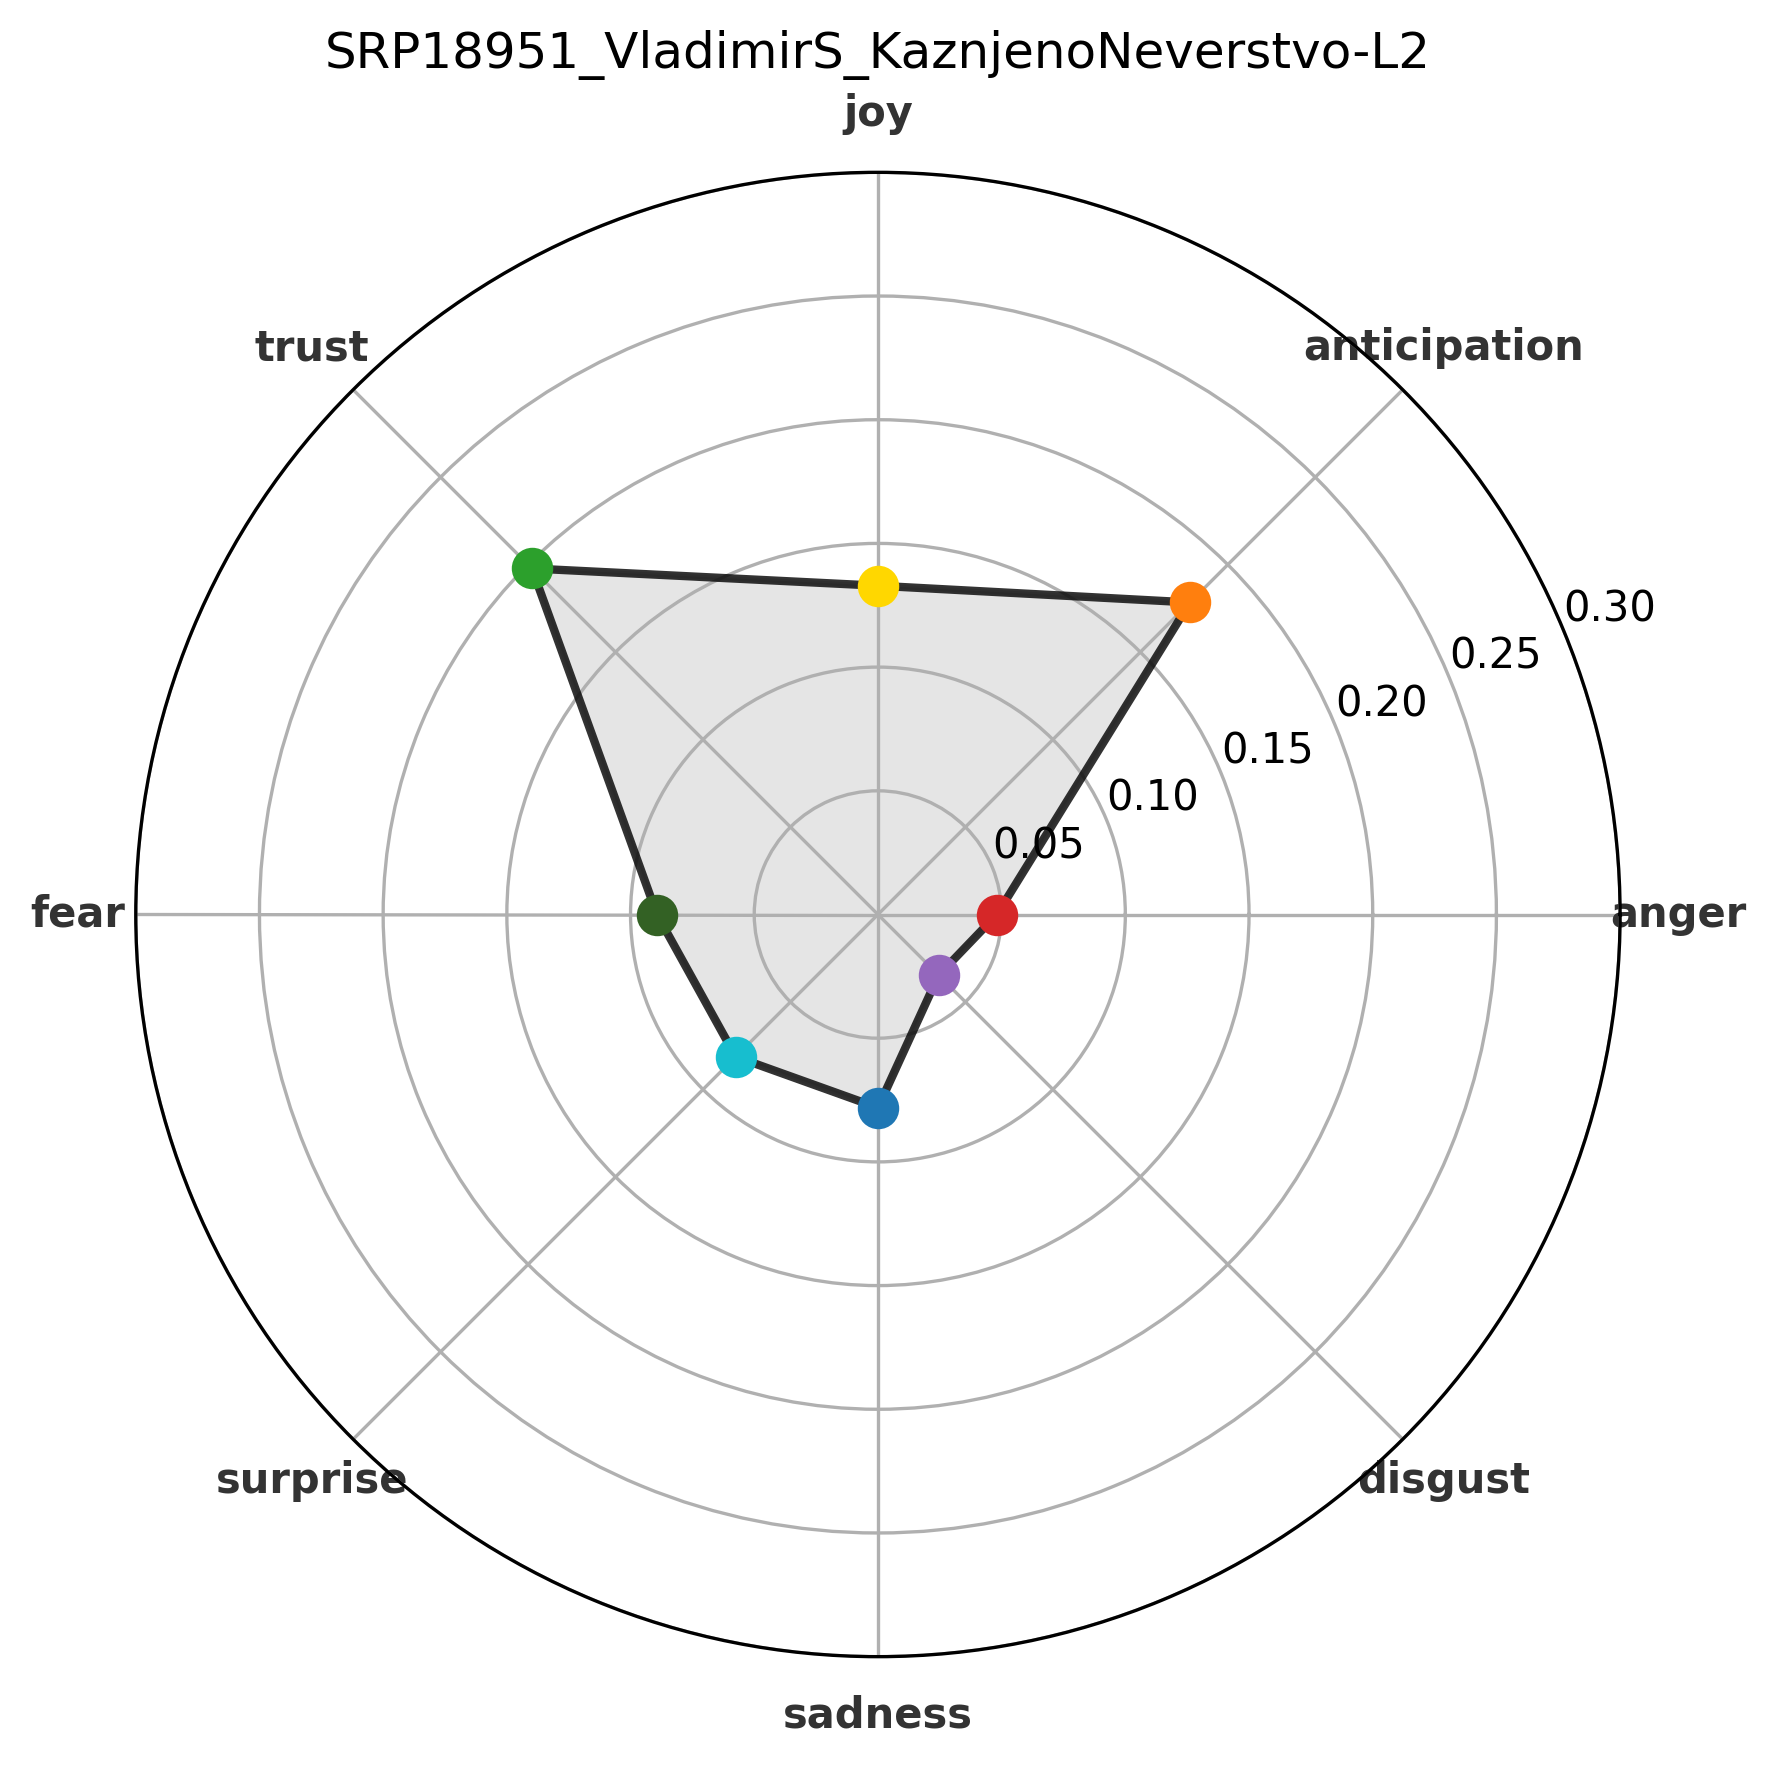 SRP18951_VladimirS_KaznjenoNeverstvo-L2
joy
trust
anticipation
0.30
0.25
0.20
0.15
0.10
0.05
fear
anger
surprise
disgust
sadness